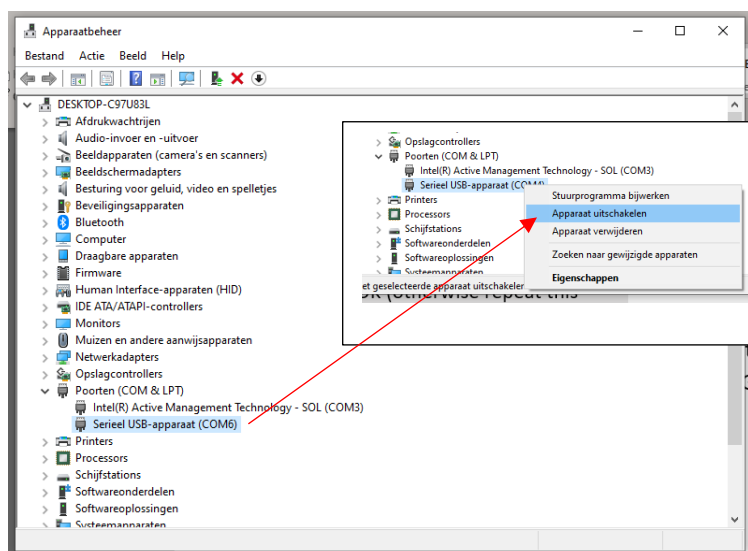 Apparaatbeheer
Bestand Actie Beeld Help
DESKTOP-C97U83L
Afdrukwachtrijen
Audio-invoer en -uitvoer
Beeldapparaten (camera's en scanners)
Beeldschermadapters
Besturing voor geluid, video en spelletjes
Beveiligingsapparaten
Bluetooth
Computer
Draagbare apparaten
Firmware
Human Interface-apparaten (HID)
IDE ATA/ATAPI-controllers
Monitors
Muizen en andere aanwijsapparaten
Netwerkadapters
Opslagcontrollers
Poorten (COM & LPT)
Intel(R) Active Management Technology - SOL (COM3)
Serieel USB-apparaat (COM6)
Printers
Processors
Schijfstations
Softwareonderdelen
Softwareoplossingen
Systeemapparaten
Opslagcontrollers
Poorten (COM & LPT)
Intel(R) Active Management Technology - SOL (COM3)
Serieel USB-apparaat
Printers
Processors
Schijfstations
Softwareonderdelen
Softwareoplossingen
Systeemapparaten
et geselecteerde apparaat uitschakelen
Stuurprogramma bijwerken
Apparaat uitschakelen
Apparaat verwijderen
Zoeken naar gewijzigde apparaten
Eigenschappen
(otherwise repeat this